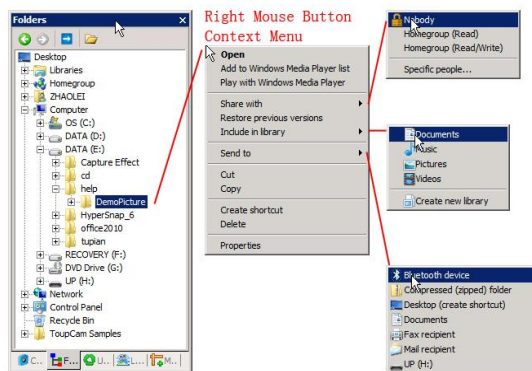 Folders
Desktop
Libraries
Homegroup
ZHAOLEI
Computer
OS (C:)
DATA (D:)
DATA (E:)
Capture Effect
cd
help
DemoPicture
HyperSnap_6
office2010
tupian
RECOVERY (F:)
DVD Drive (G:)
UP (H:)
Network
Control Panel
Recycle Bin
ToupCam Samples
C...
F...
U...
L...
M...
Right Mouse Button
Context Menu
Open
Add to Windows Media Player list
Play with Windows Media Player
Share with
Restore previous versions
Include in library
Send to
Cut
Copy
Create shortcut
Delete
Properties
Nobody
Homegroup (Read)
Homegroup (Read/Write)
Specific people...
Documents
Music
Pictures
Videos
Create new library
Bluetooth device
Compressed (zipped) folder
Desktop (create shortcut)
Documents
Fax recipient
Mail recipient
UP (H:)